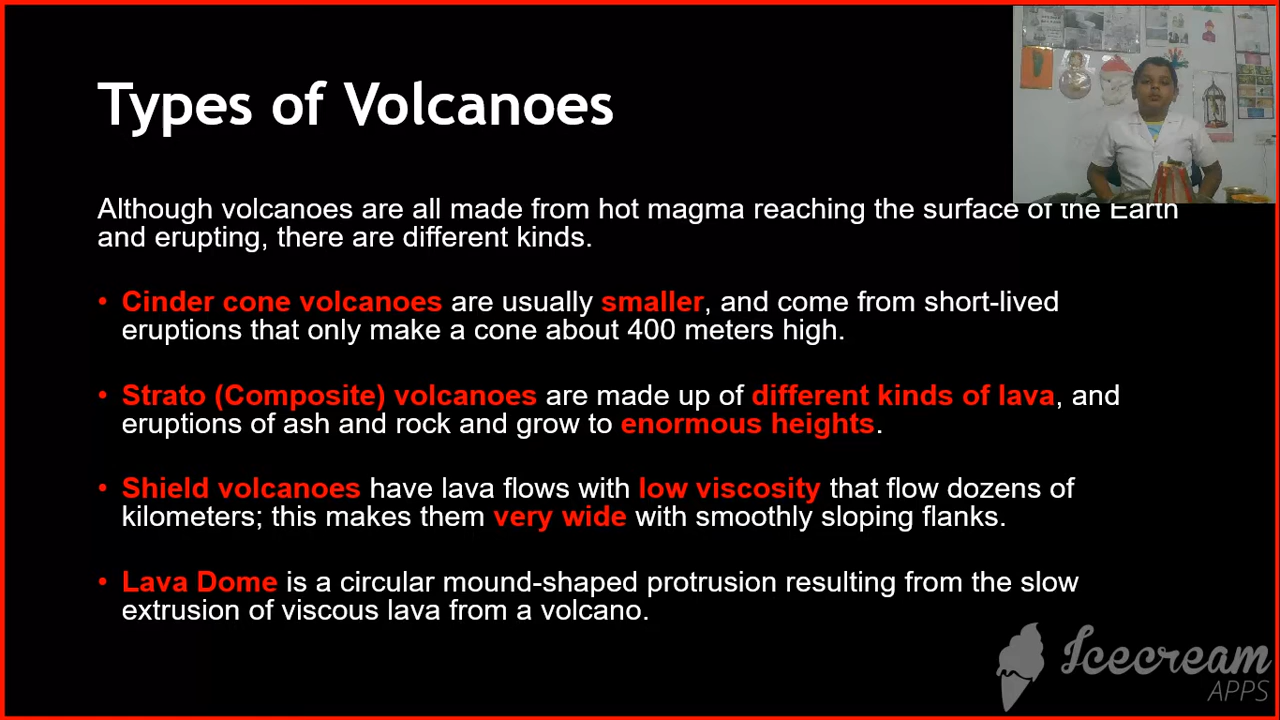 Types of Volcanoes
Although volcanoes are all made from hot magma reaching the surface of the Earth
and erupting, there are different kinds.
• Cinder cone volcanoes are usually smaller, and come from short-lived
eruptions that only make a cone about 400 meters high.
• Strato (Composite) volcanoes are made up of different kinds of lava, and
eruptions of ash and rock and grow to enormous heights.
• Shield volcanoes have lava flows with low viscosity that flow dozens of
kilometers; this makes them very wide with smoothly sloping flanks.
• Lava Dome is a circular mound-shaped protrusion resulting from the slow
extrusion of viscous lava from a volcano.
Icecream
APPS